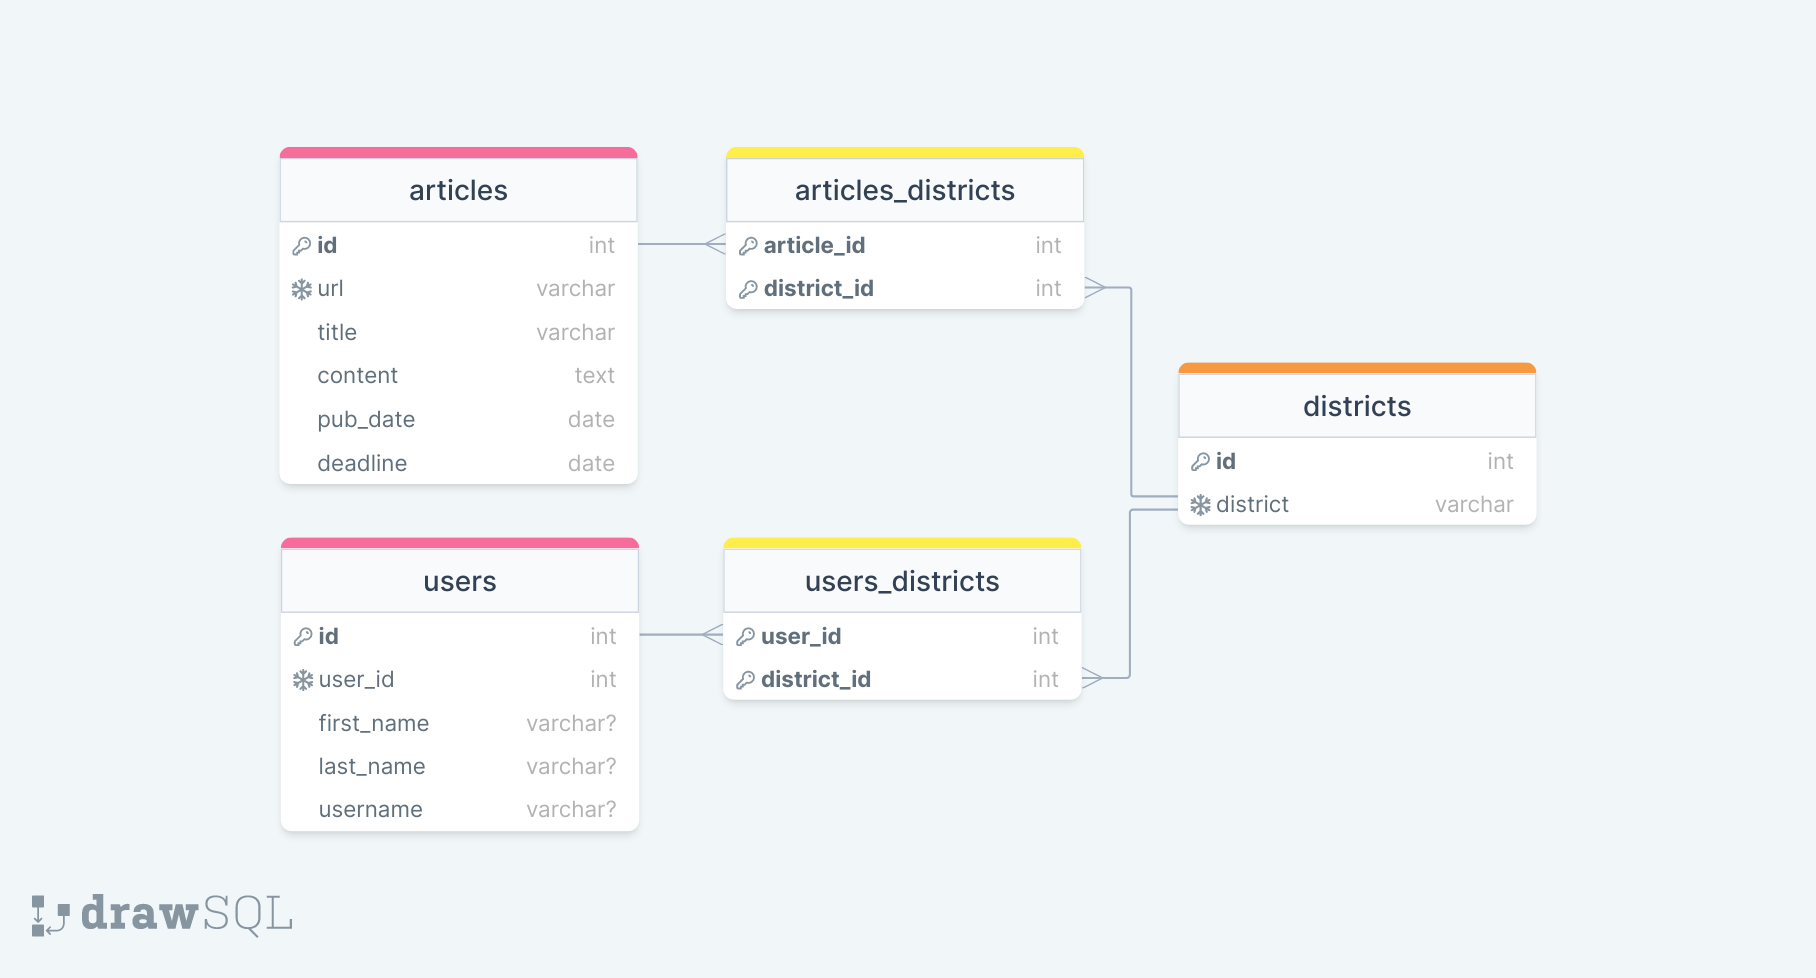 articles
id int
url varchar
title varchar
content text
pub_date date
deadline date
articles_districts
article_id int
district_id int
districts
id int
district varchar
users
id int
user_id int
first_name varchar?
last_name varchar?
username varchar?
users_districts
user_id int
district_id int
drawSQL